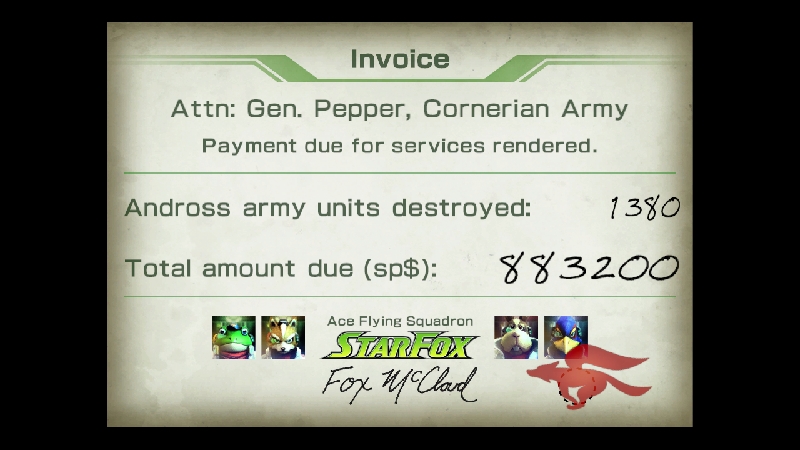 Invoice
Attn: Gen. Pepper, Cornerian Army
Payment due for services rendered.
Andross army units destroyed: 1380
Total amount due (sp$): 883200
Ace Flying Squadron
STARFOX
Fox McCloud